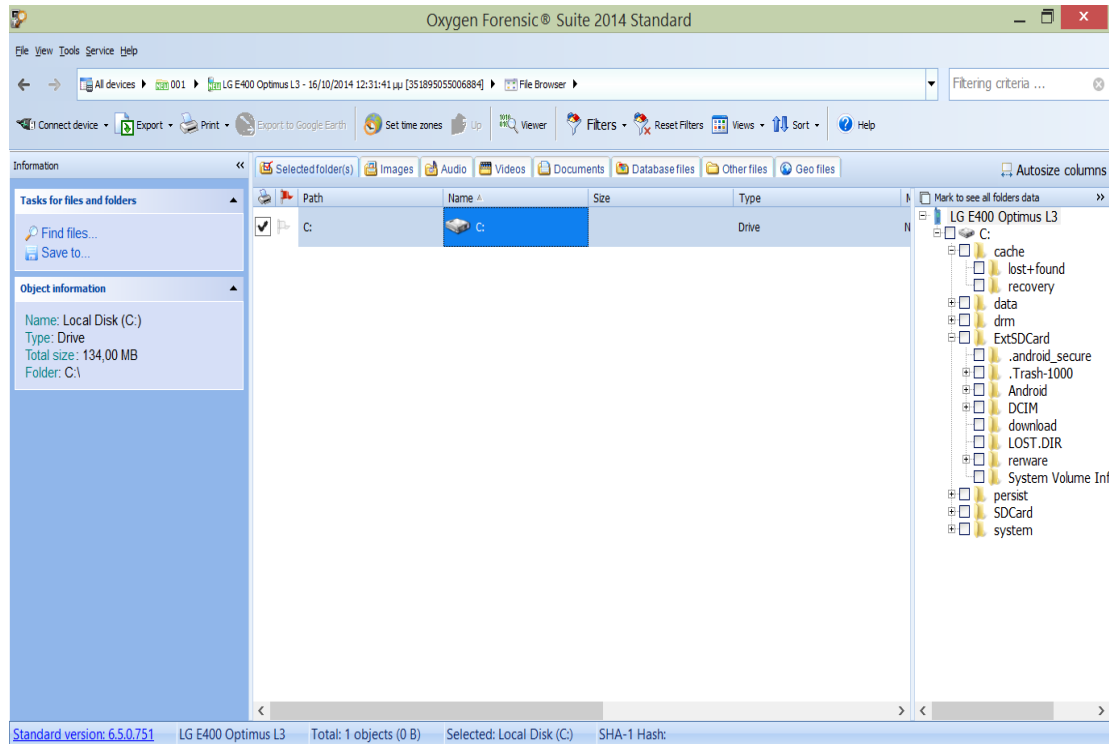 Oxygen Forensic® Suite 2014 Standard
File View Tools Service Help
All devices 001 LG E400 Optimus L3 - 16/10/2014 12:31:41 μμ [351895055006884] File Browser
Filtering criteria ...
Connect device Export Print Export to Google Earth Set time zones Up Viewer Filters Reset Filters Views Sort Help
Information
Selected folder(s) Images Audio Videos Documents Database files Other files Geo files
Autosize columns
Tasks for files and folders
Find files...
Save to...
Object information
Name: Local Disk (C:)
Type: Drive
Total size: 134,00 MB
Folder: C:\
Path Name Size Type
C: C: Drive N
Mark to see all folders data
LG E400 Optimus L3
C:
cache
lost+found
recovery
data
drm
ExtSDCard
.android_secure
.Trash-1000
Android
DCIM
download
LOST.DIR
rerware
System Volume Inf
persist
SDCard
system
Standard version: 6.5.0.751 LG E400 Optimus L3 Total: 1 objects (0 B) Selected: Local Disk (C:) SHA-1 Hash: